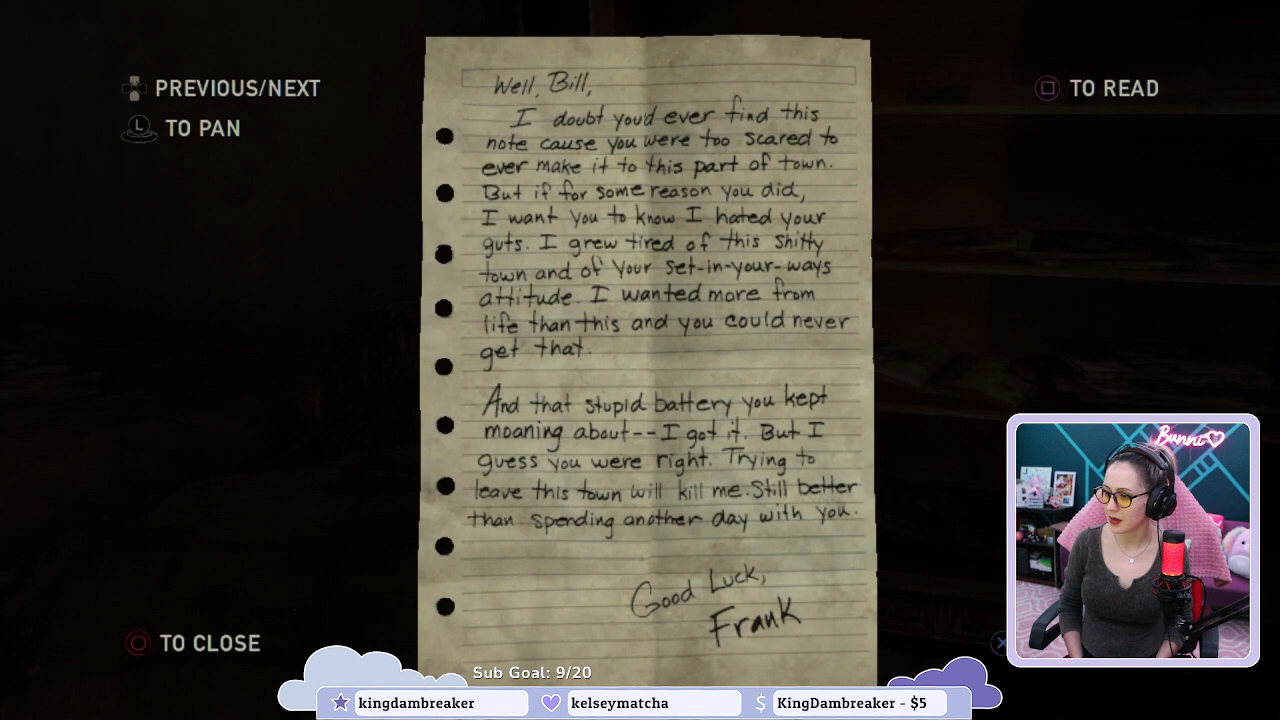 PREVIOUS/NEXT
L TO PAN
TO READ
Well, Bill,
I doubt you'd ever find this
note cause you were too scared to
ever make it to this part of town.
But if for some reason you did,
I want you to know I hated your
guts. I grew tired of this shitty
town and of your set-in-your-ways
attitude. I wanted more from
life than this and you could never
get that.
And that stupid battery you kept
moaning about--I got it. But I
guess you were right. Trying to
leave this town will kill me. Still better
than spending another day with you.
Good Luck,
Frank
TO CLOSE
Bunni
Sub Goal: 9/20
kingdambreaker
kelseymatcha
$ KingDambreaker - $5